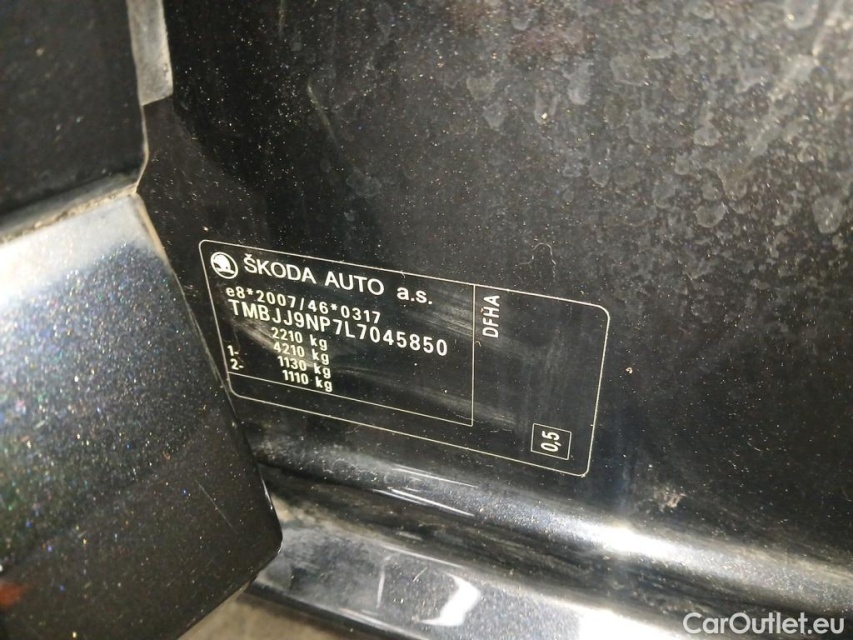 ŠKODA AUTO a.s.
e8*2007/46*0317
TMBJJ9NP7L7045850
2210 kg
4210 kg
1- 1130 kg
2- 1110 kg
DFHA
0,5
CarOutlet.eu